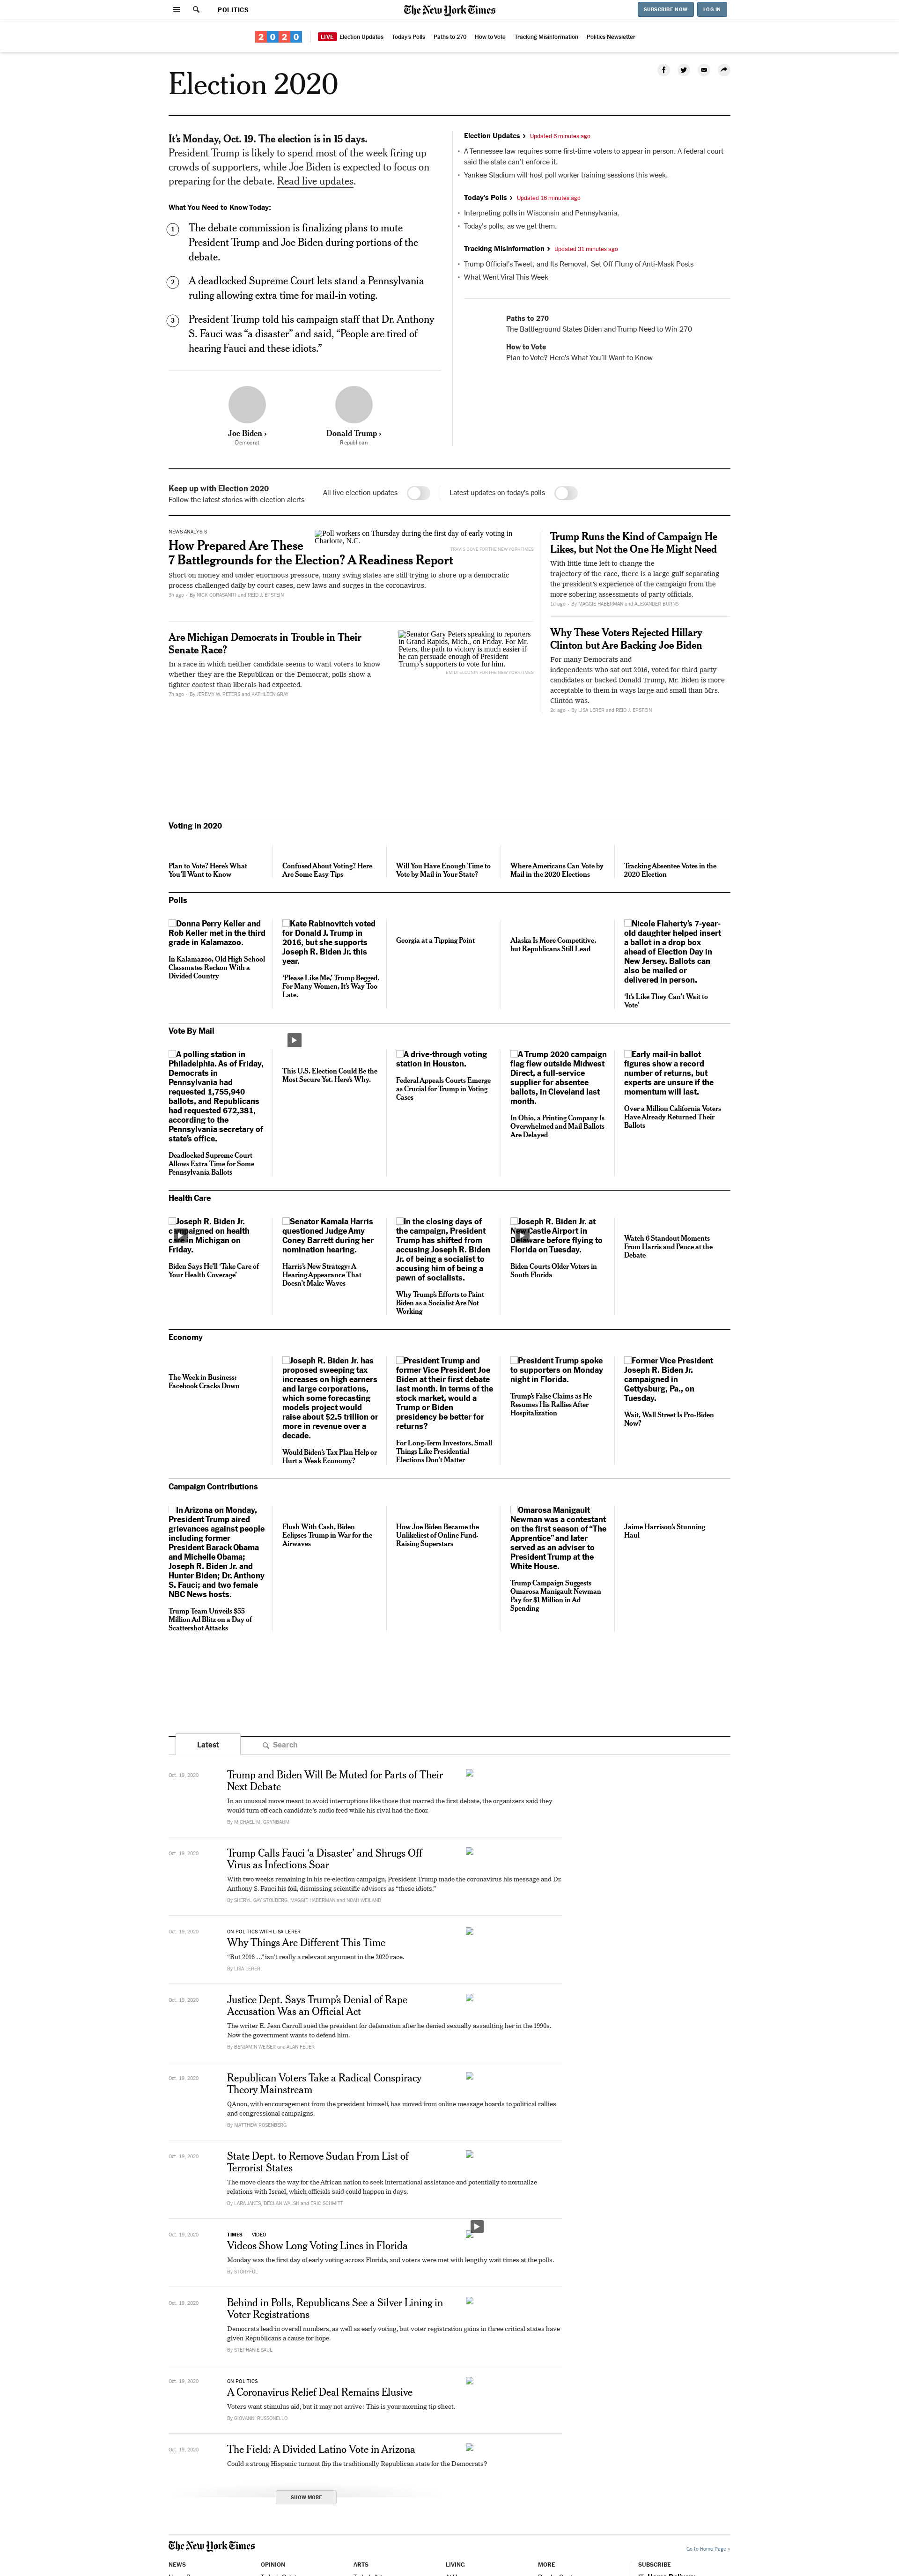 POLITICS
The New York Times
SUBSCRIBE NOW
LOG IN
2020
LIVE
Election Updates
Today's Polls
Paths to 270
How to Vote
Tracking Misinformation
Politics Newsletter
Election 2020
It's Monday, Oct. 19. The election is in 15 days.
President Trump is likely to spend most of the week firing up
crowds of supporters, while Joe Biden is expected to focus on
preparing for the debate. Read live updates.
What You Need to Know Today:
1
The debate commission is finalizing plans to mute
President Trump and Joe Biden during portions of the
debate.
2
A deadlocked Supreme Court lets stand a Pennsylvania
ruling allowing extra time for mail-in voting.
3
President Trump told his campaign staff that Dr. Anthony
S. Fauci was “a disaster” and said, “People are tired of
hearing Fauci and these idiots.”
Joe Biden ›
Democrat
Donald Trump ›
Republican
Election Updates › Updated 6 minutes ago
• A Tennessee law requires some first-time voters to appear in person. A federal court
said the state can't enforce it.
• Yankee Stadium will host poll worker training sessions this week.
Today's Polls › Updated 16 minutes ago
• Interpreting polls in Wisconsin and Pennsylvania.
• Today's polls, as we get them.
Tracking Misinformation › Updated 31 minutes ago
• Trump Official's Tweet, and Its Removal, Set Off Flurry of Anti-Mask Posts
• What Went Viral This Week
Paths to 270
The Battleground States Biden and Trump Need to Win 270
How to Vote
Plan to Vote? Here's What You'll Want to Know
Keep up with Election 2020
Follow the latest stories with election alerts
All live election updates
Latest updates on today's polls
NEWS ANALYSIS
How Prepared Are These
7 Battlegrounds for the Election? A Readiness Report
Poll workers on Thursday during the first day of early voting in
Charlotte, N.C.
TRAVIS DOVE FOR THE NEW YORK TIMES
Short on money and under enormous pressure, many swing states are still trying to shore up a democratic
process challenged daily by court cases, new laws and surges in the coronavirus.
3h ago – By NICK CORASANITI and REID J. EPSTEIN
Are Michigan Democrats in Trouble in Their
Senate Race?
In a race in which neither candidate seems to want voters to know
whether they are the Republican or the Democrat, polls show a
tighter contest than liberals had expected.
7h ago – By JEREMY W. PETERS and KATHLEEN GRAY
Senator Gary Peters speaking to reporters
in Grand Rapids, Mich., on Friday. For Mr.
Peters, the path to victory is much easier if
he can persuade enough of President
Trump's supporters to vote for him.
EMILY ELCONIN FOR THE NEW YORK TIMES
Trump Runs the Kind of Campaign He
Likes, but Not the One He Might Need
With little time left to change the
trajectory of the race, there is a large gulf separating
the president's experience of the campaign from the
more sobering assessments of party officials.
1d ago – By MAGGIE HABERMAN and ALEXANDER BURNS
Why These Voters Rejected Hillary
Clinton but Are Backing Joe Biden
For many Democrats and
independents who sat out 2016, voted for third-party
candidates or backed Donald Trump, Mr. Biden is more
acceptable to them in ways large and small than Mrs.
Clinton was.
2d ago – By LISA LERER and REID J. EPSTEIN
Voting in 2020
Plan to Vote? Here's What
You'll Want to Know
Confused About Voting? Here
Are Some Easy Tips
Will You Have Enough Time to
Vote by Mail in Your State?
Where Americans Can Vote by
Mail in the 2020 Elections
Tracking Absentee Votes in the
2020 Election
Polls
Donna Perry Keller and
Rob Keller met in the third
grade in Kalamazoo.
In Kalamazoo, Old High School
Classmates Reckon With a
Divided Country
Kate Rabinovitch voted
for Donald J. Trump in
2016, but she supports
Joseph R. Biden Jr. this
year.
‘Please Like Me,’ Trump Begged.
For Many Women, It's Way Too
Late.
Georgia at a Tipping Point
Alaska Is More Competitive,
but Republicans Still Lead
Nicole Flaherty's 7-year-
old daughter helped insert
a ballot in a drop box
ahead of Election Day in
New Jersey. Ballots can
also be mailed or
delivered in person.
‘It's Like They Can't Wait to
Vote’
Vote By Mail
A polling station in
Philadelphia. As of Friday,
Democrats in
Pennsylvania had
requested 1,755,940
ballots, and Republicans
had requested 672,381,
according to the
Pennsylvania secretary of
state's office.
Deadlocked Supreme Court
Allows Extra Time for Some
Pennsylvania Ballots
This U.S. Election Could Be the
Most Secure Yet. Here's Why.
A drive-through voting
station in Houston.
Federal Appeals Courts Emerge
as Crucial for Trump in Voting
Cases
A Trump 2020 campaign
flag flew outside Midwest
Direct, a full-service
supplier for absentee
ballots, in Cleveland last
month.
In Ohio, a Printing Company Is
Overwhelmed and Mail Ballots
Are Delayed
Early mail-in ballot
figures show a record
number of returns, but
experts are unsure if the
momentum will last.
Over a Million California Voters
Have Already Returned Their
Ballots
Health Care
Joseph R. Biden Jr.
aigned on health
care in Michigan on
Friday.
Biden Says He'll ‘Take Care of
Your Health Coverage’
Senator Kamala Harris
questioned Judge Amy
Coney Barrett during her
nomination hearing.
Harris's New Strategy: A
Hearing Appearance That
Doesn't Make Waves
In the closing days of
the campaign, President
Trump has shifted from
accusing Joseph R. Biden
Jr. of being a socialist to
accusing him of being a
pawn of socialists.
Why Trump's Efforts to Paint
Biden as a Socialist Are Not
Working
Joseph R. Biden Jr. at
Castle Airport in
Delaware before flying to
Florida on Tuesday.
Biden Courts Older Voters in
South Florida
Watch 6 Standout Moments
From Harris and Pence at the
Debate
Economy
The Week in Business:
Facebook Cracks Down
Joseph R. Biden Jr. has
proposed sweeping tax
increases on high earners
and large corporations,
which some forecasting
models project would
raise about $2.5 trillion or
more in revenue over a
decade.
Would Biden's Tax Plan Help or
Hurt a Weak Economy?
President Trump and
former Vice President Joe
Biden at their first debate
last month. In terms of the
stock market, would a
Trump or Biden
presidency be better for
returns?
For Long-Term Investors, Small
Things Like Presidential
Elections Don't Matter
President Trump spoke
to supporters on Monday
night in Florida.
Trump's False Claims as He
Resumes His Rallies After
Hospitalization
Former Vice President
Joseph R. Biden Jr.
campaigned in
Gettysburg, Pa., on
Tuesday.
Wait, Wall Street Is Pro-Biden
Now?
Campaign Contributions
In Arizona on Monday,
President Trump aired
grievances against people
including former
President Barack Obama
and Michelle Obama;
Joseph R. Biden Jr. and
Hunter Biden; Dr. Anthony
S. Fauci; and two female
NBC News hosts.
Trump Team Unveils $55
Million Ad Blitz on a Day of
Scattershot Attacks
Flush With Cash, Biden
Eclipses Trump in War for the
Airwaves
How Joe Biden Became the
Unlikeliest of Online Fund-
Raising Superstars
Omarosa Manigault
Newman was a contestant
on the first season of “The
Apprentice” and later
served as an adviser to
President Trump at the
White House.
Trump Campaign Suggests
Omarosa Manigault Newman
Pay for $1 Million in Ad
Spending
Jaime Harrison's Stunning
Haul
Latest
Search
Oct. 19, 2020
Trump and Biden Will Be Muted for Parts of Their
Next Debate
In an unusual move meant to avoid interruptions like those that marred the first debate, the organizers said they
would turn off each candidate's audio feed while his rival had the floor.
By MICHAEL M. GRYNBAUM
Oct. 19, 2020
Trump Calls Fauci ‘a Disaster’ and Shrugs Off
Virus as Infections Soar
With two weeks remaining in his re-election campaign, President Trump made the coronavirus his message and Dr.
Anthony S. Fauci his foil, dismissing scientific advisers as “these idiots.”
By SHERYL GAY STOLBERG, MAGGIE HABERMAN and NOAH WEILAND
Oct. 19, 2020
ON POLITICS WITH LISA LERER
Why Things Are Different This Time
“But 2016 …” isn't really a relevant argument in the 2020 race.
By LISA LERER
Oct. 19, 2020
Justice Dept. Says Trump's Denial of Rape
Accusation Was an Official Act
The writer E. Jean Carroll sued the president for defamation after he denied sexually assaulting her in the 1990s.
Now the government wants to defend him.
By BENJAMIN WEISER and ALAN FEUER
Oct. 19, 2020
Republican Voters Take a Radical Conspiracy
Theory Mainstream
QAnon, with encouragement from the president himself, has moved from online message boards to political rallies
and congressional campaigns.
By MATTHEW ROSENBERG
Oct. 19, 2020
State Dept. to Remove Sudan From List of
Terrorist States
The move clears the way for the African nation to seek international assistance and potentially to normalize
relations with Israel, which officials said could happen in days.
By LARA JAKES, DECLAN WALSH and ERIC SCHMITT
Oct. 19, 2020
TIMES | VIDEO
Videos Show Long Voting Lines in Florida
Monday was the first day of early voting across Florida, and voters were met with lengthy wait times at the polls.
By STORYFUL
Oct. 19, 2020
Behind in Polls, Republicans See a Silver Lining in
Voter Registrations
Democrats lead in overall numbers, as well as early voting, but voter registration gains in three critical states have
given Republicans a cause for hope.
By STEPHANIE SAUL
Oct. 19, 2020
ON POLITICS
A Coronavirus Relief Deal Remains Elusive
Voters want stimulus aid, but it may not arrive: This is your morning tip sheet.
By GIOVANNI RUSSONELLO
Oct. 19, 2020
The Field: A Divided Latino Vote in Arizona
Could a strong Hispanic turnout flip the traditionally Republican state for the Democrats?
SHOW MORE
The New York Times
Go to Home Page »
NEWS
OPINION
ARTS
LIVING
MORE
SUBSCRIBE